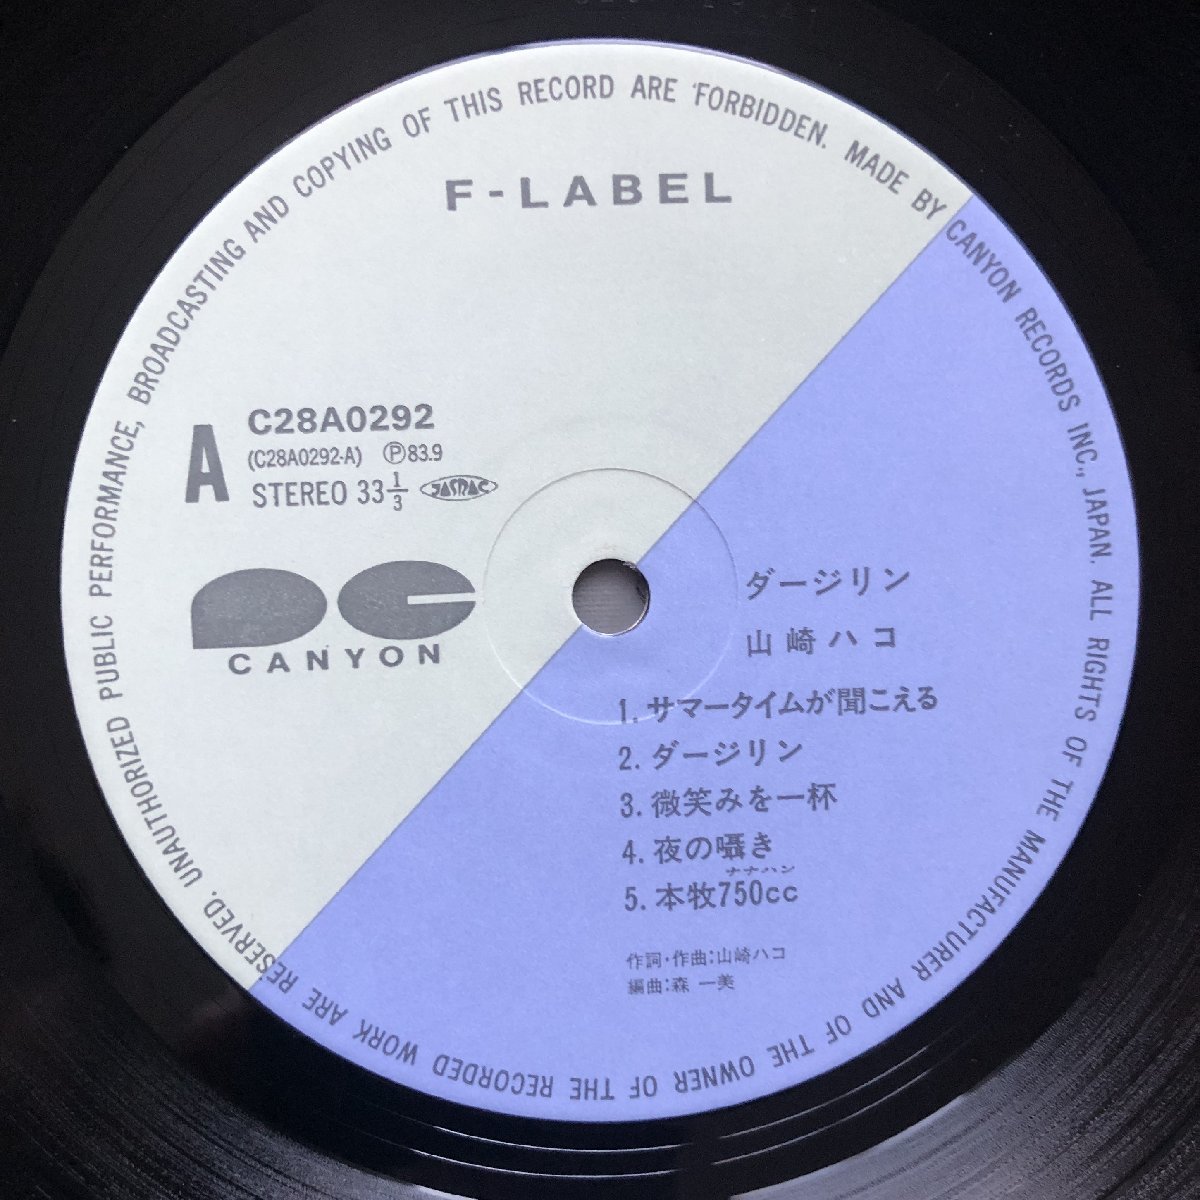 F-LABEL
A
C28A0292
(C28A0292-A) Ⓟ83.9
STEREO 33 1/3 JASRAC
CANYON
ダージリン
山崎ハコ
1. サマータイムが聞こえる
2. ダージリン
3. 微笑みを一杯
4. 夜の囁き
ナナハン
5. 本牧750cc
作詞・作曲:山崎ハコ
編曲:森 一美
MADE BY CANYON RECORDS INC., JAPAN. ALL RIGHTS OF THE MANUFACTURER AND OF THE OWNER OF THE RECORDED WORK ARE RESERVED. UNAUTHORIZED PUBLIC PERFORMANCE, BROADCASTING AND COPYING OF THIS RECORD ARE FORBIDDEN.